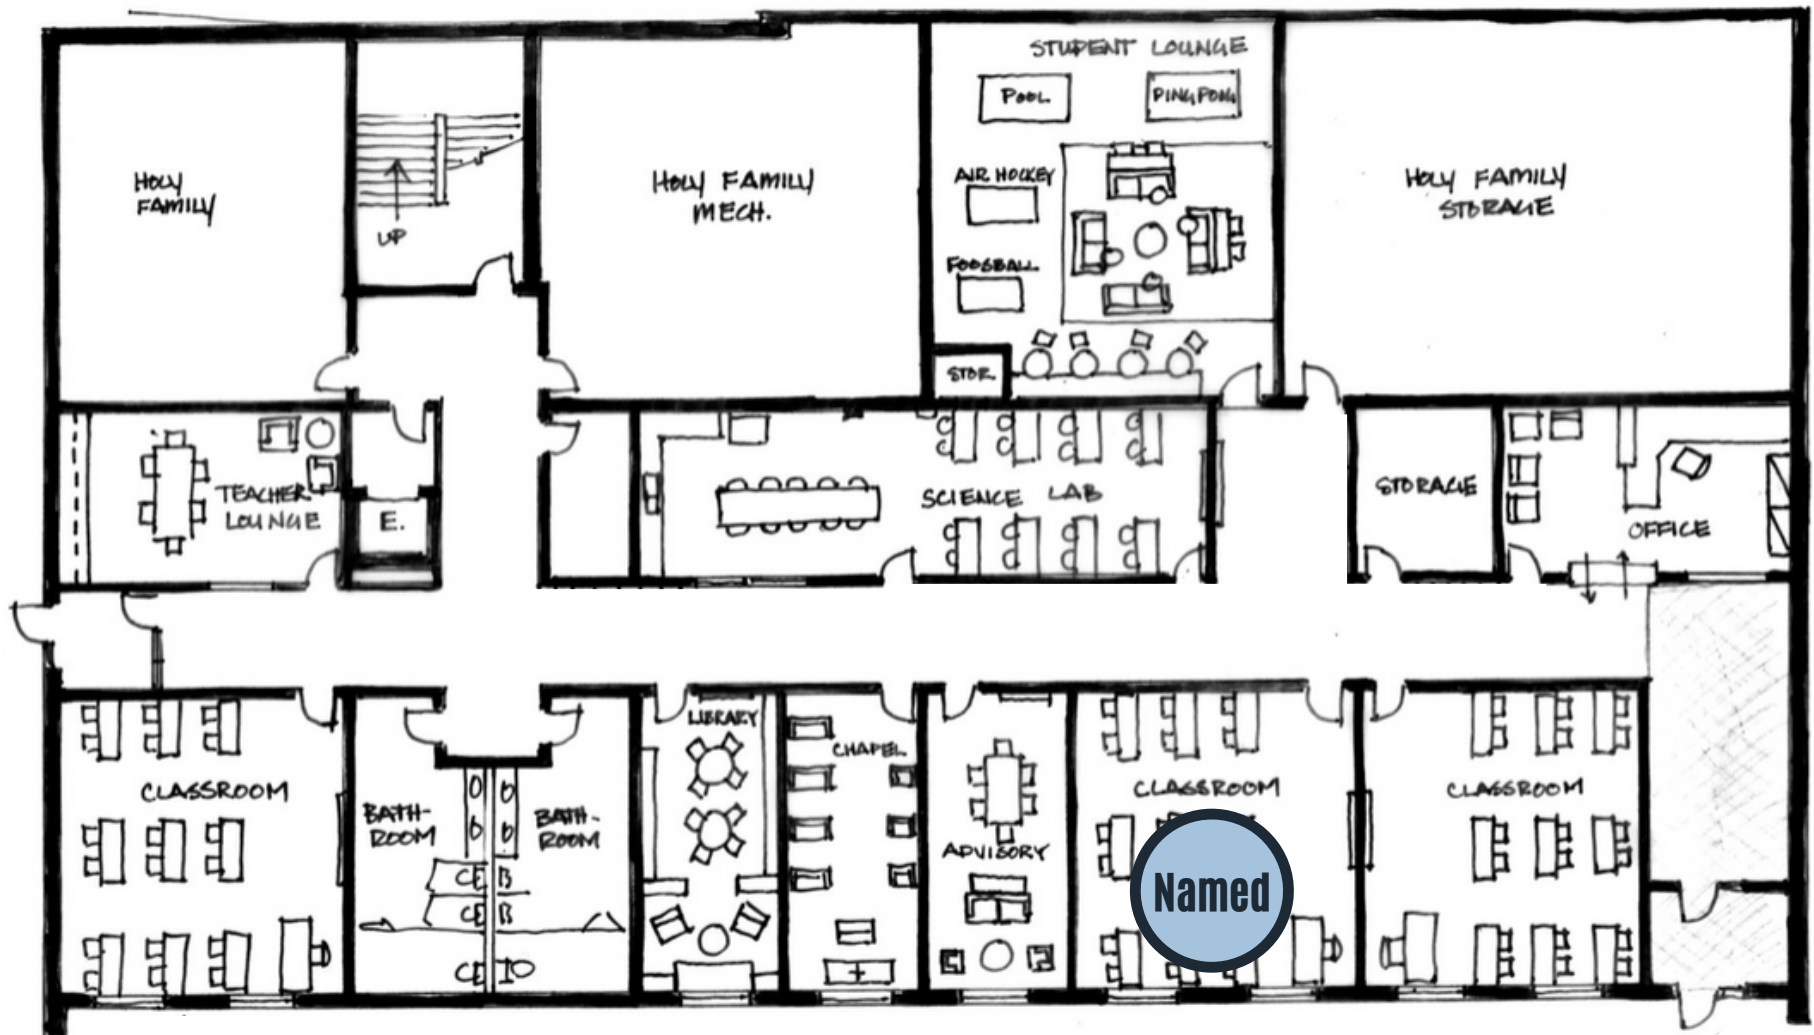 STUDENT LOUNGE
POOL
PING PONG
HOLY
FAMILY
UP
HOLY FAMILY
MECH.
AIR HOCKEY
FOOSBALL
STOR.
HOLY FAMILY
STORAGE
TEACHER
LOUNGE
E.
SCIENCE LAB
STORAGE
OFFICE
CLASSROOM
BATH-
ROOM
BATH-
ROOM
LIBRARY
CHAPEL
ADVISORY
CLASSROOM
Named
CLASSROOM